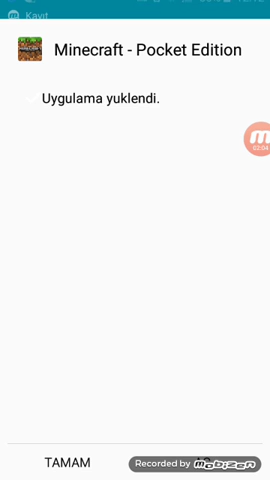 Kayıt
Minecraft - Pocket Edition
Uygulama yuklendi.
02:04
TAMAM
Recorded by mobizen